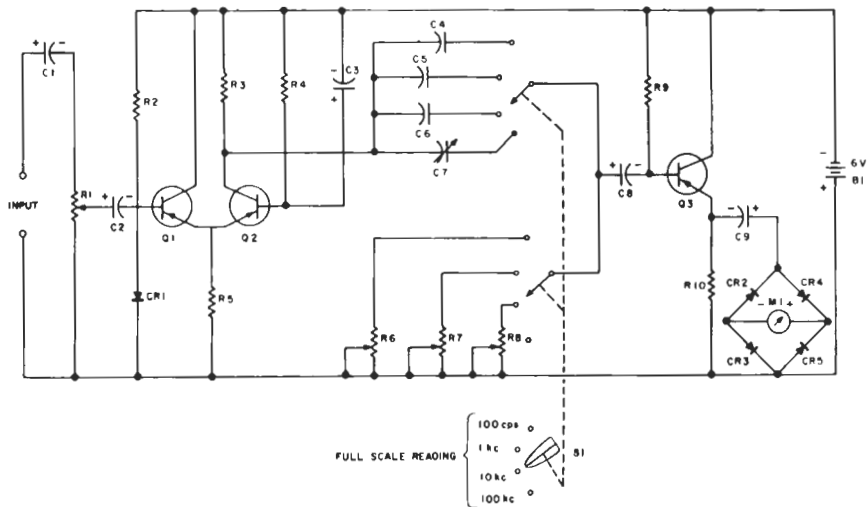 C4
C5
C6
C7
C1
R2
R3
R4
- C3 +
R9
6V
B1
INPUT
R1
C2
Q1
Q2
C8
Q3
C9
CR1
R5
R6
R7
R8
R10
CR2
CR4
- M1 +
CR3
CR5
FULL SCALE READING
100 cps
1 kc
10 kc
100 kc
S1